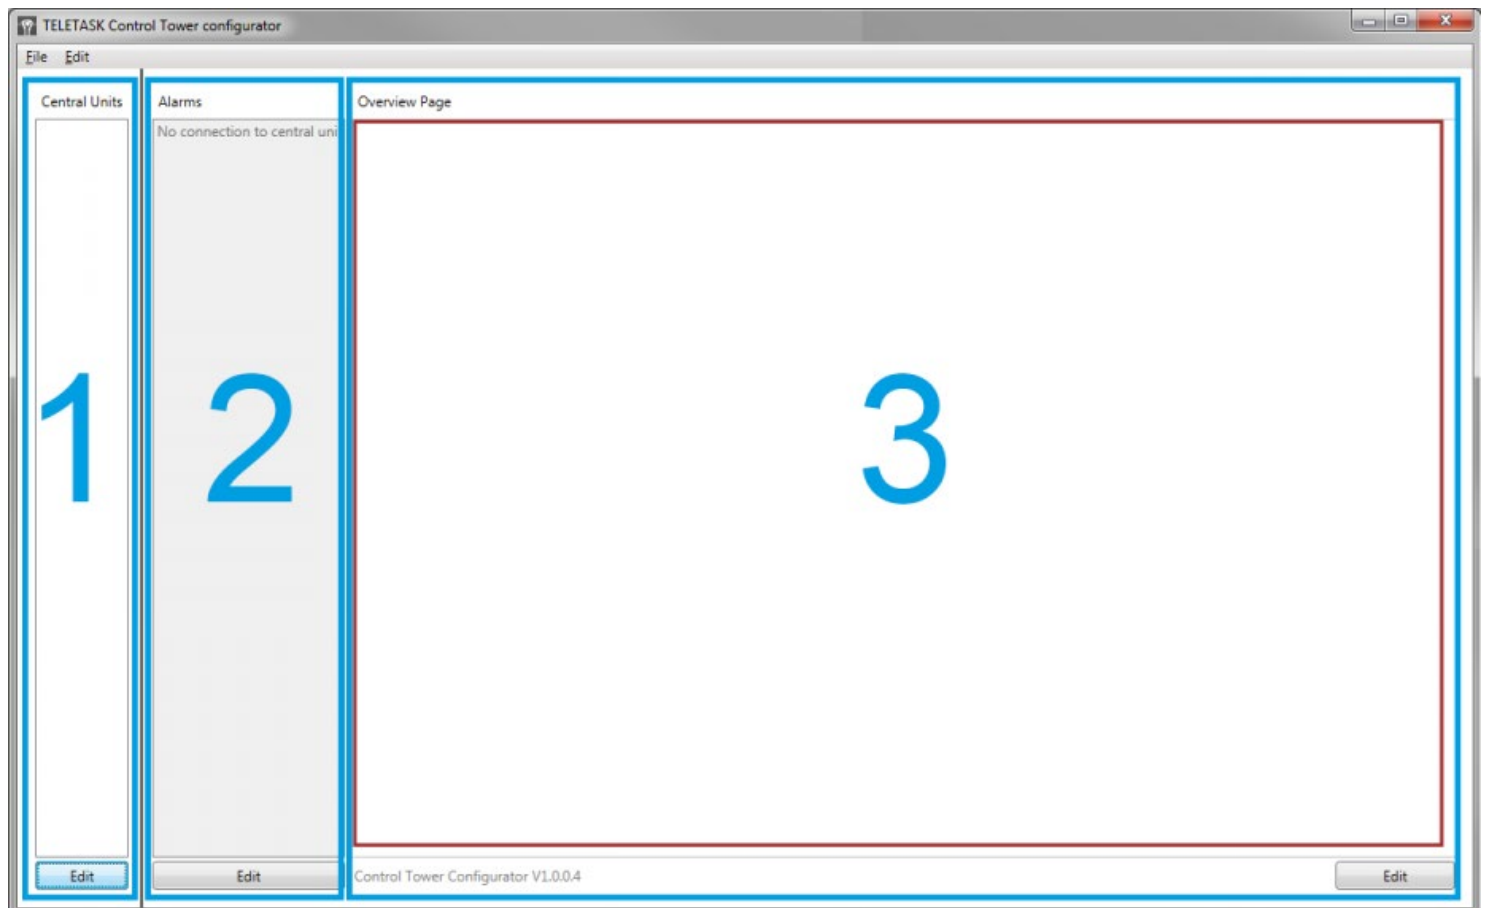 TELETASK Control Tower configurator
File Edit
Central Units
Alarms
Overview Page
No connection to central uni
1
2
3
Edit
Edit
Control Tower Configurator V1.0.0.4
Edit